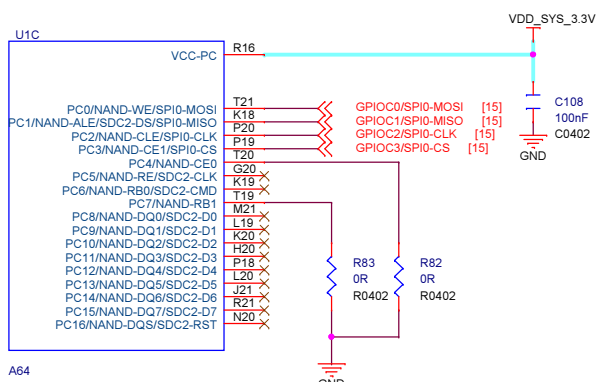 VDD_SYS_3.3V
U1C
VCC-PC R16
PC0/NAND-WE/SPI0-MOSI T21 GPIOC0/SPI0-MOSI [15]
PC1/NAND-ALE/SDC2-DS/SPI-MISO K18 GPIOC1/SPI0-MISO [15]
PC2/NAND-CLE/SPI0-CLK P20 GPIOC2/SPI0-CLK [15]
PC3/NAND-CE1/SPI0-CS P19 GPIOC3/SPI0-CS [15]
C108
100nF
C0402
GND
PC4/NAND-CE0 T20
PC5/NAND-RE/SDC2-CLK G20
PC6/NAND-RB0/SDC2-CMD K19
PC7/NAND-RB1 T19
PC8/NAND-DQ0/SDC2-D0 M21
PC9/NAND-DQ1/SDC2-D1 L19
PC10/NAND-DQ2/SDC2-D2 K20
PC11/NAND-DQ3/SDC2-D3 H20
PC12/NAND-DQ4/SDC2-D4 P18
PC13/NAND-DQ5/SDC2-D5 L20
PC14/NAND-DQ6/SDC2-D6 J21
PC15/NAND-DQ7/SDC2-D7 R21
PC16/NAND-DQS/SDC2-RST N20
R83 R82
0R 0R
R0402 R0402
A64
GND